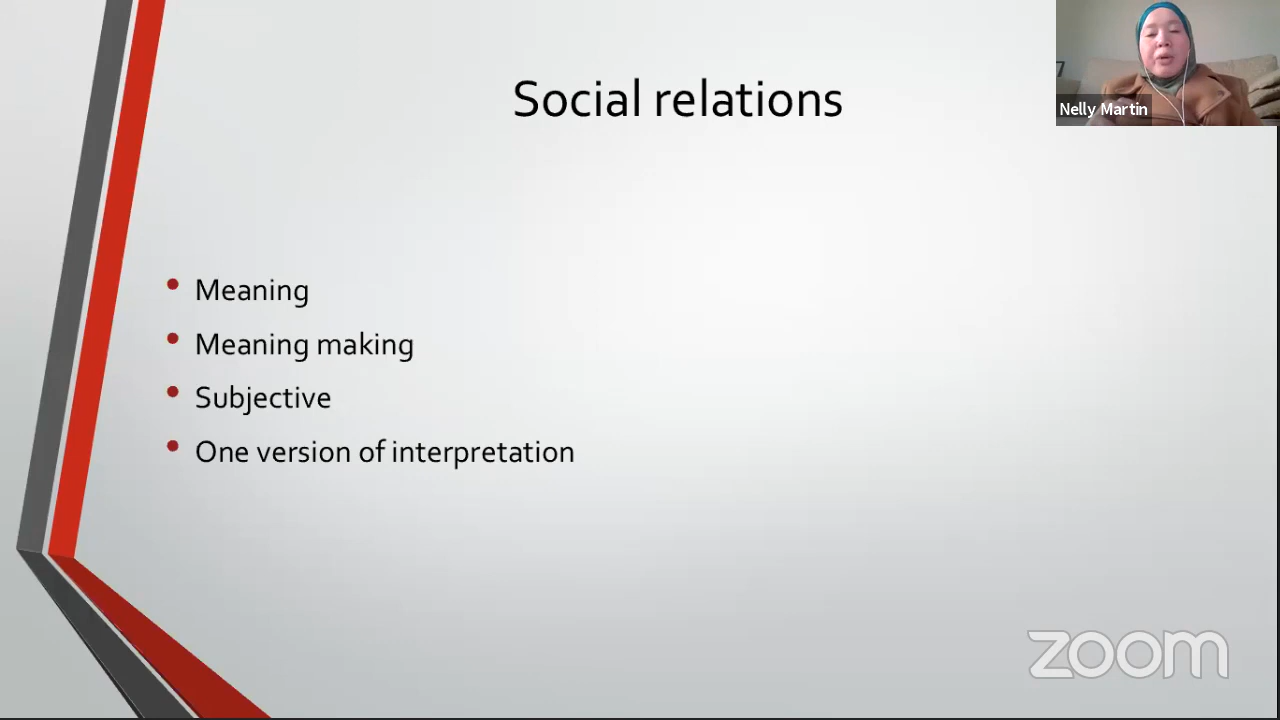 Social relations
Nelly Martin
Meaning
Meaning making
Subjective
One version of interpretation
zoom